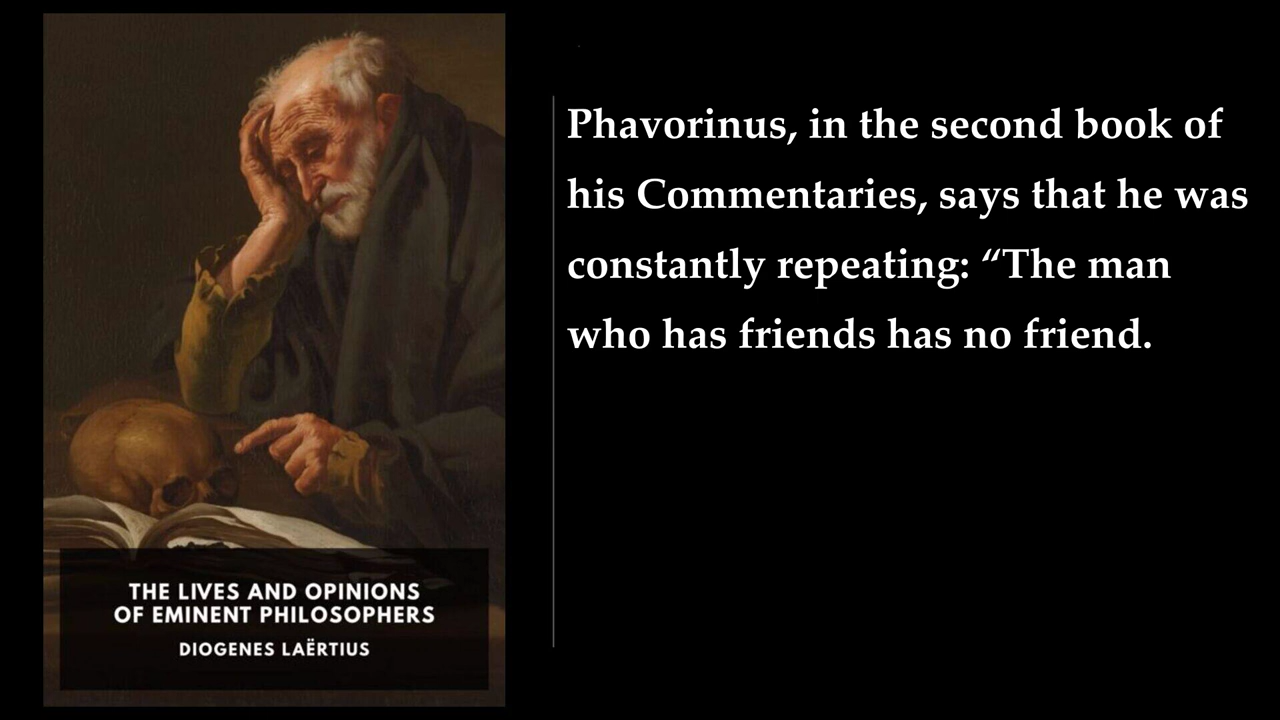 THE LIVES AND OPINIONS
OF EMINENT PHILOSOPHERS
DIOGENES LAËRTIUS
Phavorinus, in the second book of
his Commentaries, says that he was
constantly repeating: “The man
who has friends has no friend.